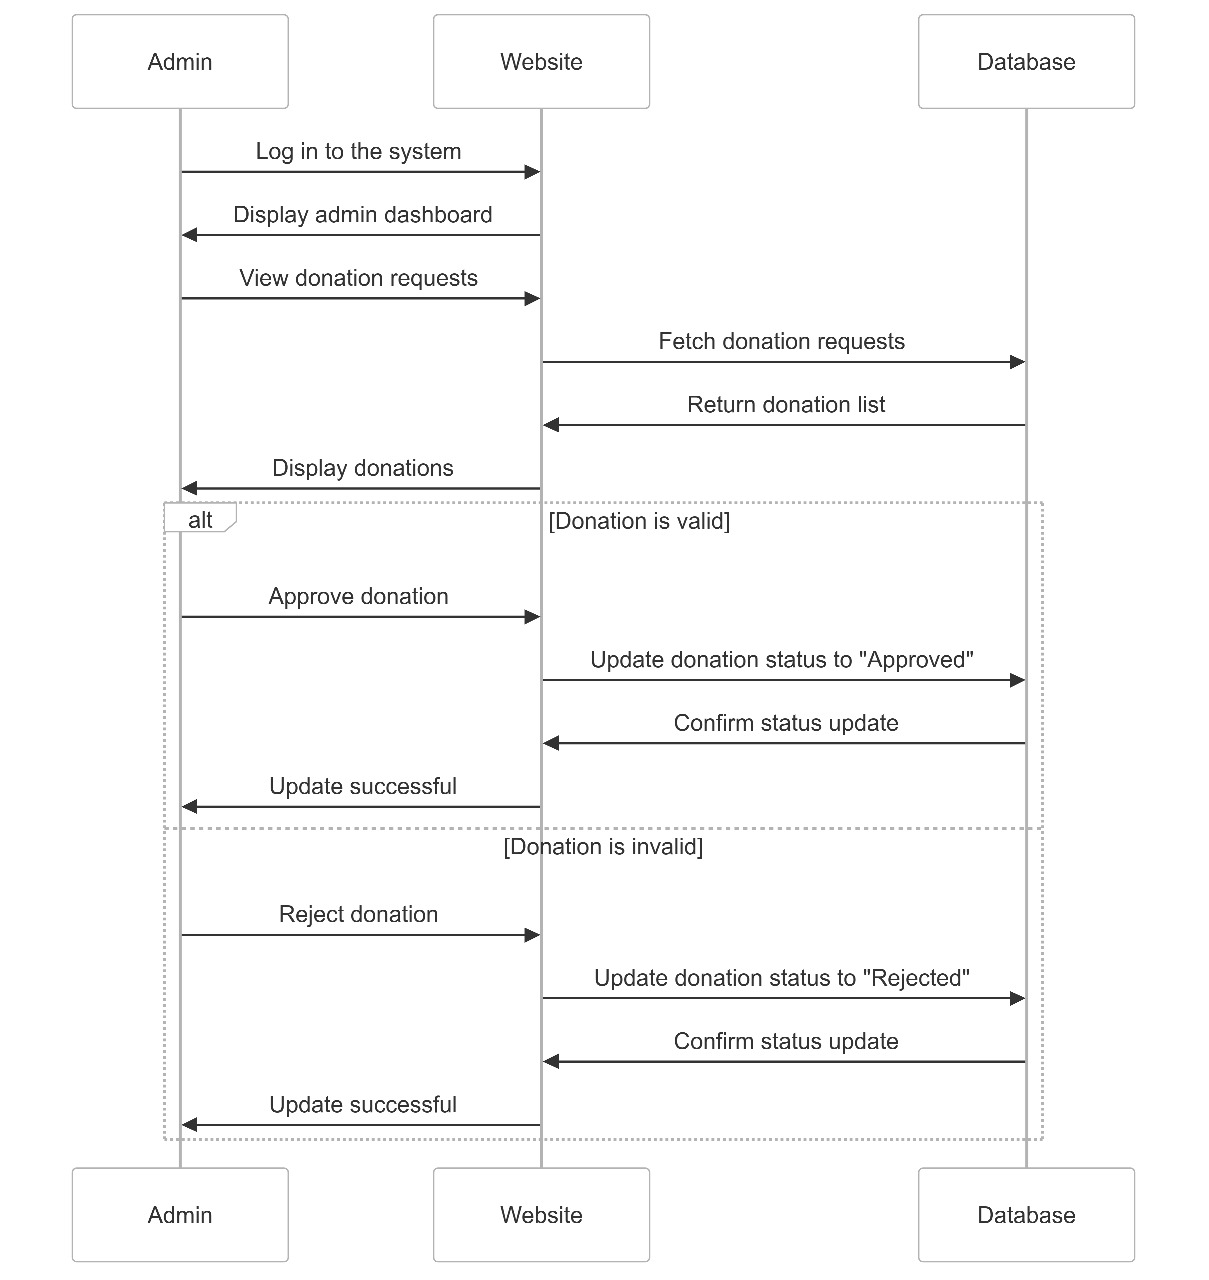 Admin
Website
Database
Log in to the system
Display admin dashboard
View donation requests
Fetch donation requests
Return donation list
Display donations
alt
[Donation is valid]
Approve donation
Update donation status to "Approved"
Confirm status update
Update successful
[Donation is invalid]
Reject donation
Update donation status to "Rejected"
Confirm status update
Update successful
Admin
Website
Database